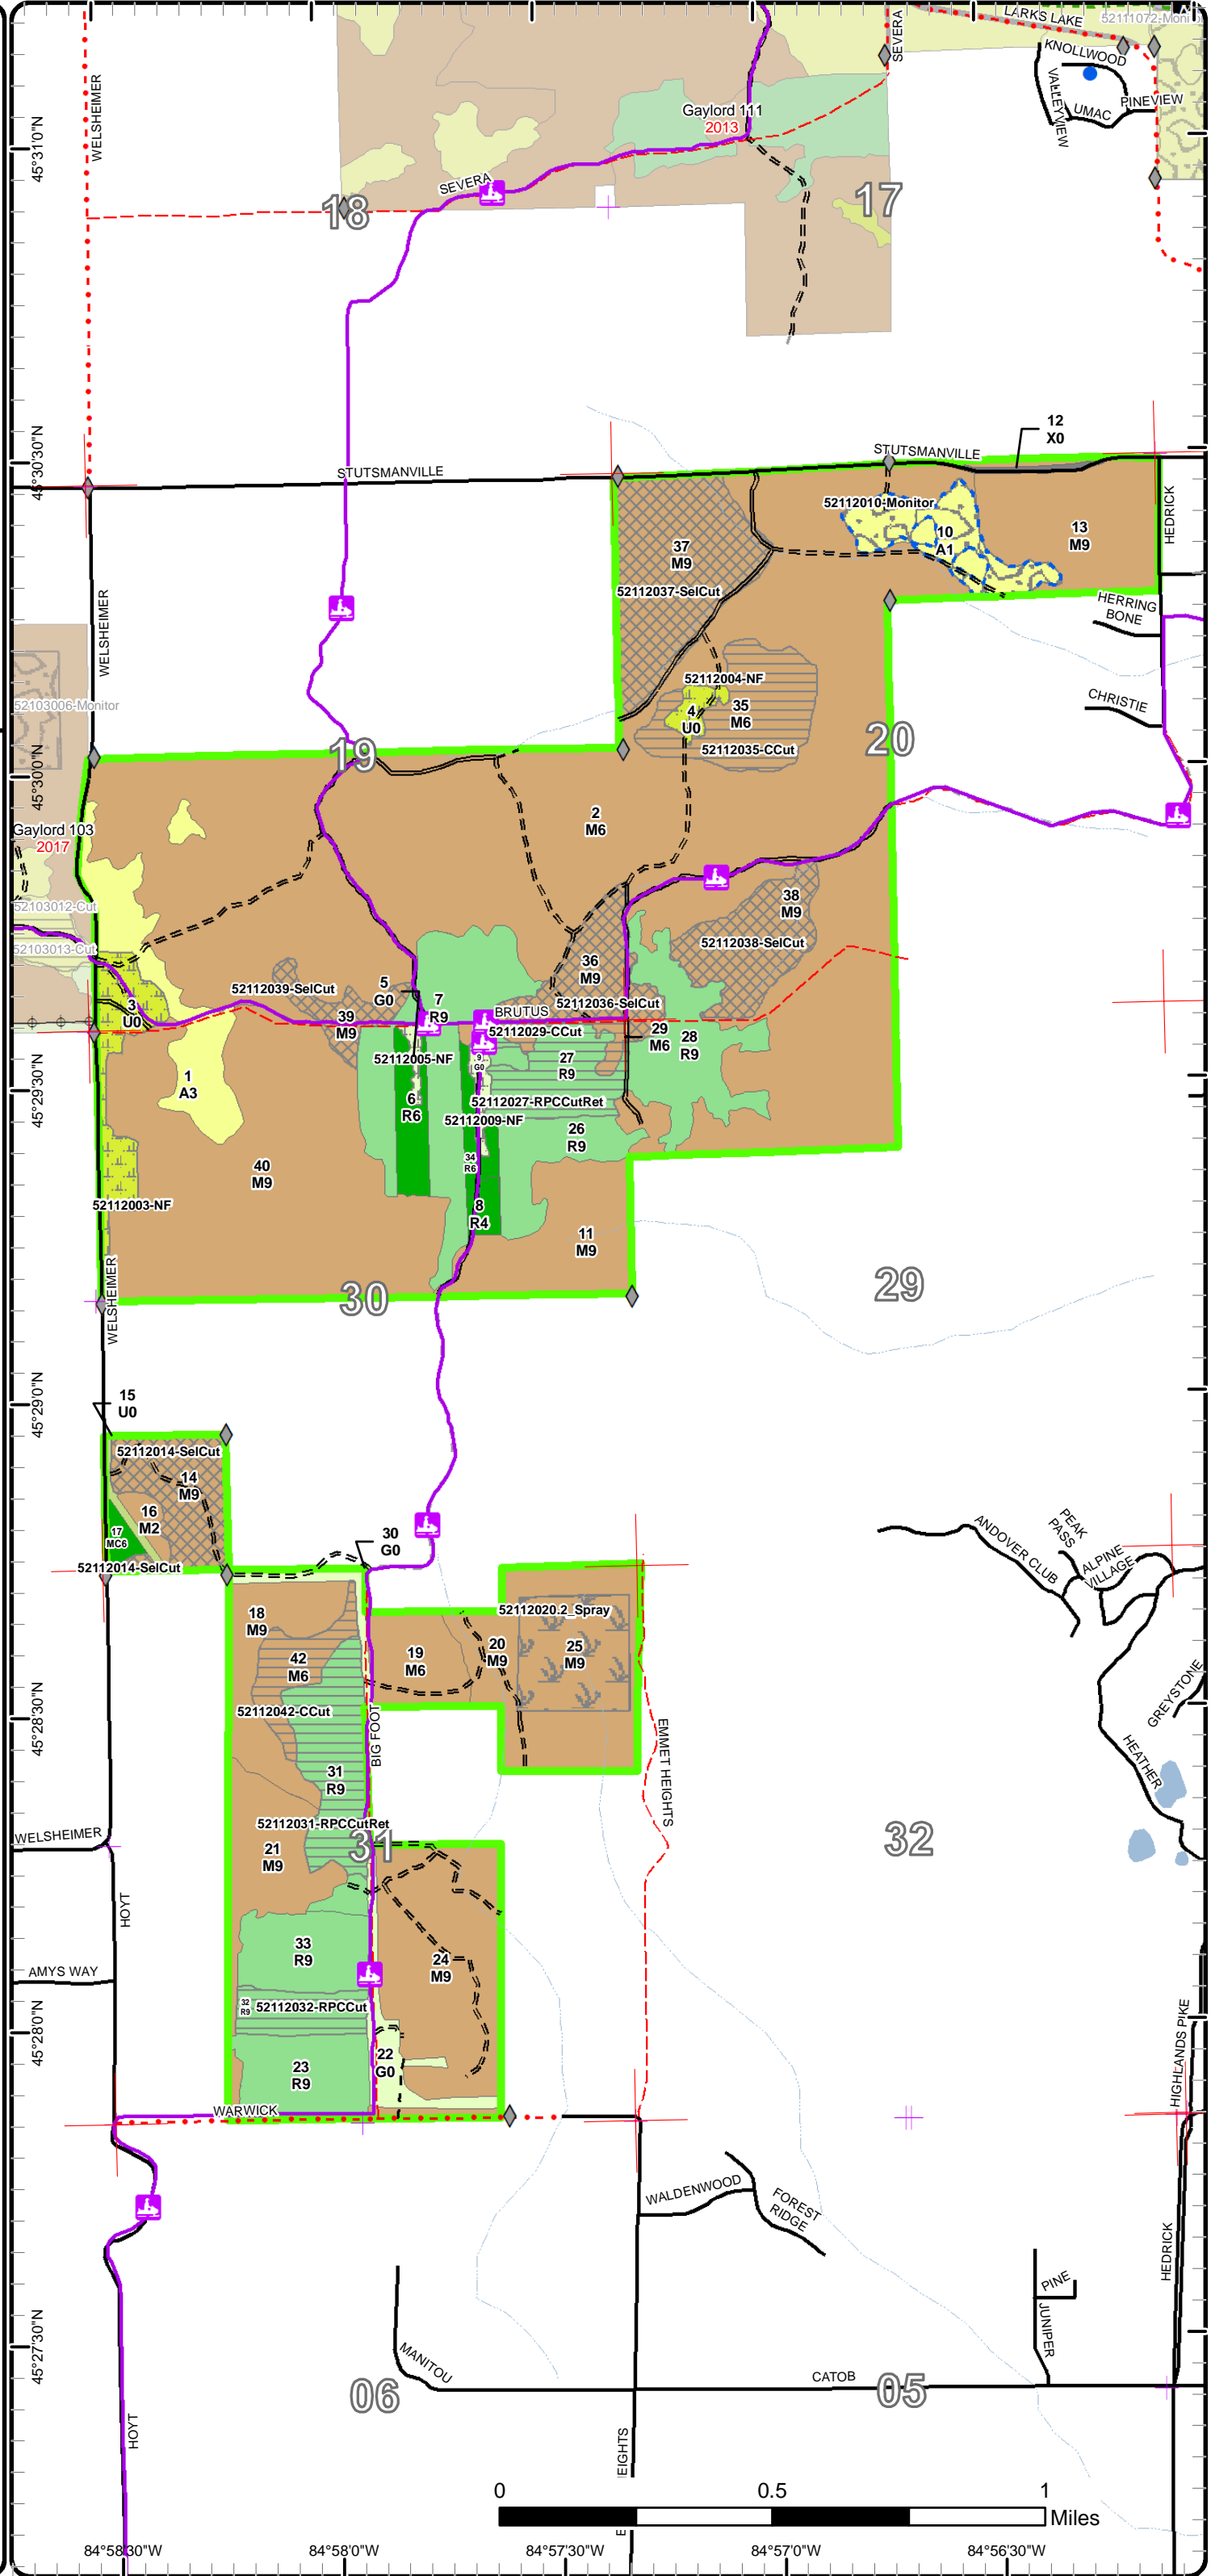 LARKS LAKE
52111072-Moni
SEVERA
KNOLLWOOD
VALLEYVIEW
UMAC
PINEVIEW
WELSHEIMER
45°31'0"N
Gaylord 111
2013
SEVERA
18
17
12
X0
45°30'30"N
STUTSMANVILLE
STUTSMANVILLE
HEDRICK
52112010-Monitor
10
A1
13
M9
37
M9
52112037-SelCut
HERRING
BONE
WELSHEIMER
52112004-NF
4
U0
35
M6
CHRISTIE
52103006-Monitor
52112035-CCut
19
20
45°30'0"N
Gaylord 103
2017
2
M6
38
M9
52103012-Cut
52103013-Cut
52112038-SelCut
36
M9
52112039-SelCut
5
G0
7
R9
52112036-SelCut
BRUTUS
3
U0
39
M9
52112029-CCut
29
M6
28
R9
52112005-NF
9
G0
27
R9
45°29'30"N
1
A3
6
R6
52112027-RPCCutRet
52112009-NF
26
R9
40
M9
34
R6
52112003-NF
8
R4
11
M9
WELSHEIMER
30
29
45°29'0"N
15
U0
52112014-SelCut
14
M9
16
M2
17
MC6
52112014-SelCut
30
G0
ANDOVER CLUB
PEAK
PASS
ALPINE
VILLAGE
18
M9
52112020.2_Spray
19
M6
20
M9
25
M9
42
M6
45°28'30"N
52112042-CCut
BIG FOOT
EMMET HEIGHTS
GREYSTONE
HEATHER
31
R9
52112031-RPCCutRet
WELSHEIMER
21
M9
31
32
HOYT
33
R9
24
M9
AMYS WAY
32
R9
52112032-RPCCut
45°28'0"N
22
G0
23
R9
HIGHLANDS PIKE
WARWICK
WALDENWOOD
FOREST
RIDGE
HEDRICK
PINE
JUNIPER
45°27'30"N
MANITOU
CATOB
06
05
HOYT
EIGHTS
0
0.5
1
Miles
E
84°58'30"W
84°58'0"W
84°57'30"W
84°57'0"W
84°56'30"W